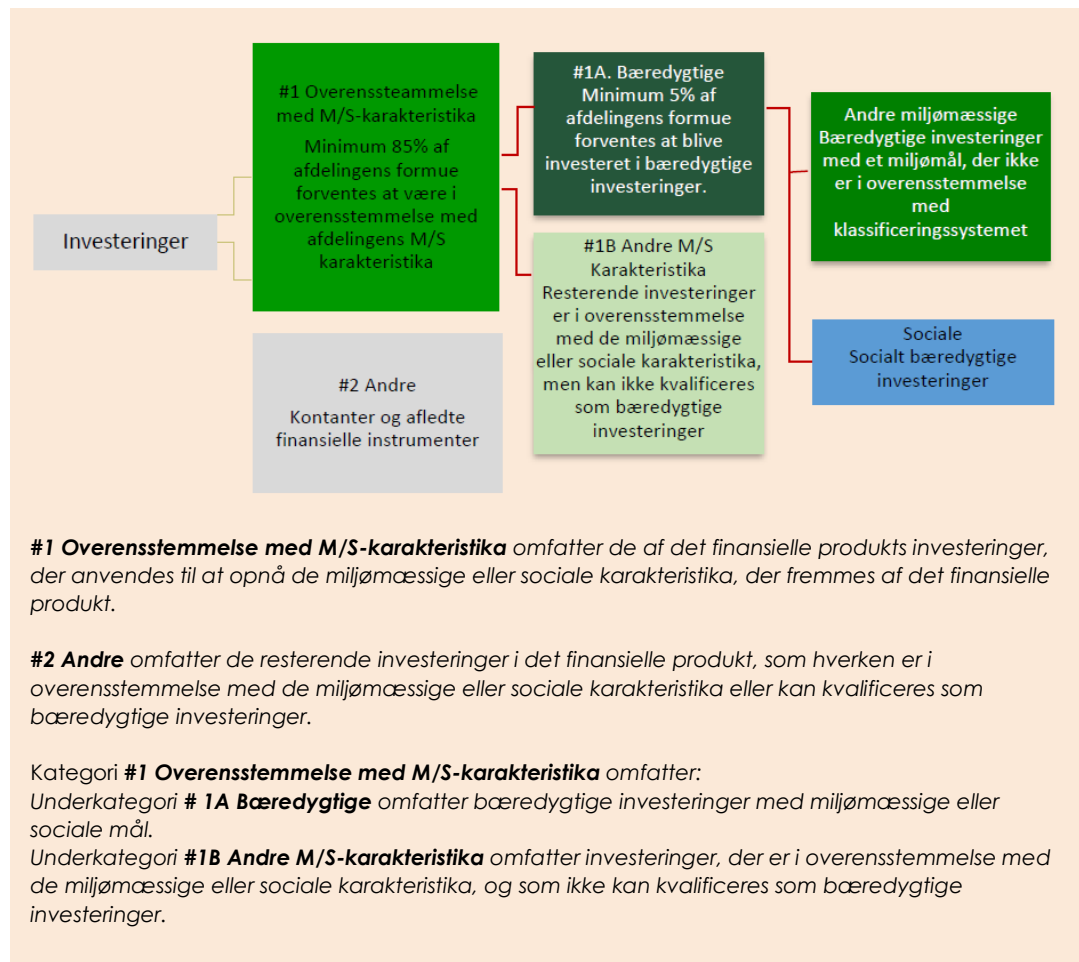 Investeringer
#1 Overenssteammelse
med M/S-karakteristika
Minimum 85% af
afdelingens formue
forventes at være i
overensstemmelse med
afdelingens M/S
karakteristika
#2 Andre
Kontanter og afledte
finansielle instrumenter
#1A. Bæredygtige
Minimum 5% af
afdelingens formue
forventes at blive
investeret i bæredygtige
investeringer.
#1B Andre M/S
Karakteristika
Resterende investeringer
er i overensstemmelse
med de miljømæssige
eller sociale karakteristika,
men kan ikke kvalificeres
som bæredygtige
investeringer
Andre miljømæssige
Bæredygtige investeringer
med et miljømål, der ikke
er i overensstemmelse
med
klassificeringssystemet
Sociale
Socialt bæredygtige
investeringer
#1 Overensstemmelse med M/S-karakteristika omfatter de af det finansielle produkts investeringer,
der anvendes til at opnå de miljømæssige eller sociale karakteristika, der fremmes af det finansielle
produkt.
#2 Andre omfatter de resterende investeringer i det finansielle produkt, som hverken er i
overensstemmelse med de miljømæssige eller sociale karakteristika eller kan kvalificeres som
bæredygtige investeringer.
Kategori #1 Overensstemmelse med M/S-karakteristika omfatter:
Underkategori # 1A Bæredygtige omfatter bæredygtige investeringer med miljømæssige eller
sociale mål.
Underkategori #1B Andre M/S-karakteristika omfatter investeringer, der er i overensstemmelse med
de miljømæssige eller sociale karakteristika, og som ikke kan kvalificeres som bæredygtige
investeringer.